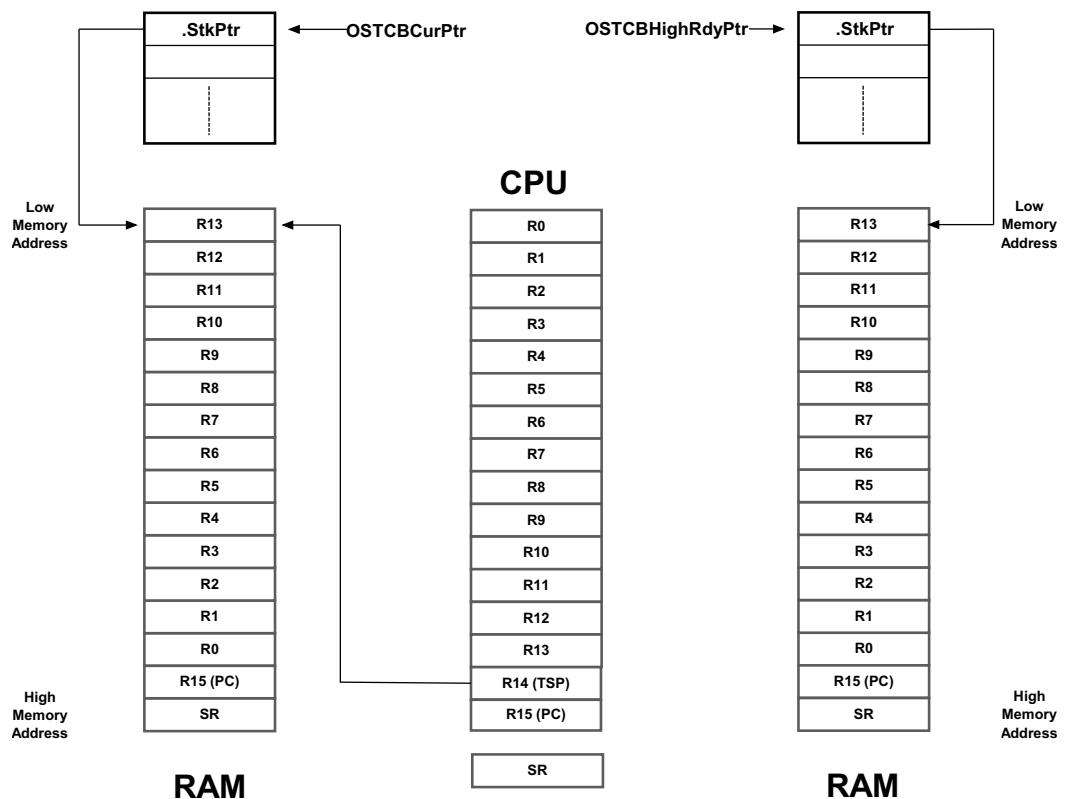 .StkPtr
OSTCBCurPtr
OSTCBHighRdyPtr
.StkPtr
CPU
Low
Memory
Address
R13
R12
R11
R10
R9
R8
R7
R6
R5
R4
R3
R2
R1
R0
R15 (PC)
SR
High
Memory
Address
RAM
R0
R1
R2
R3
R4
R5
R6
R7
R8
R9
R10
R11
R12
R13
R14 (TSP)
R15 (PC)
SR
R13
R12
R11
R10
R9
R8
R7
R6
R5
R4
R3
R2
R1
R0
R15 (PC)
SR
Low
Memory
Address
High
Memory
Address
RAM